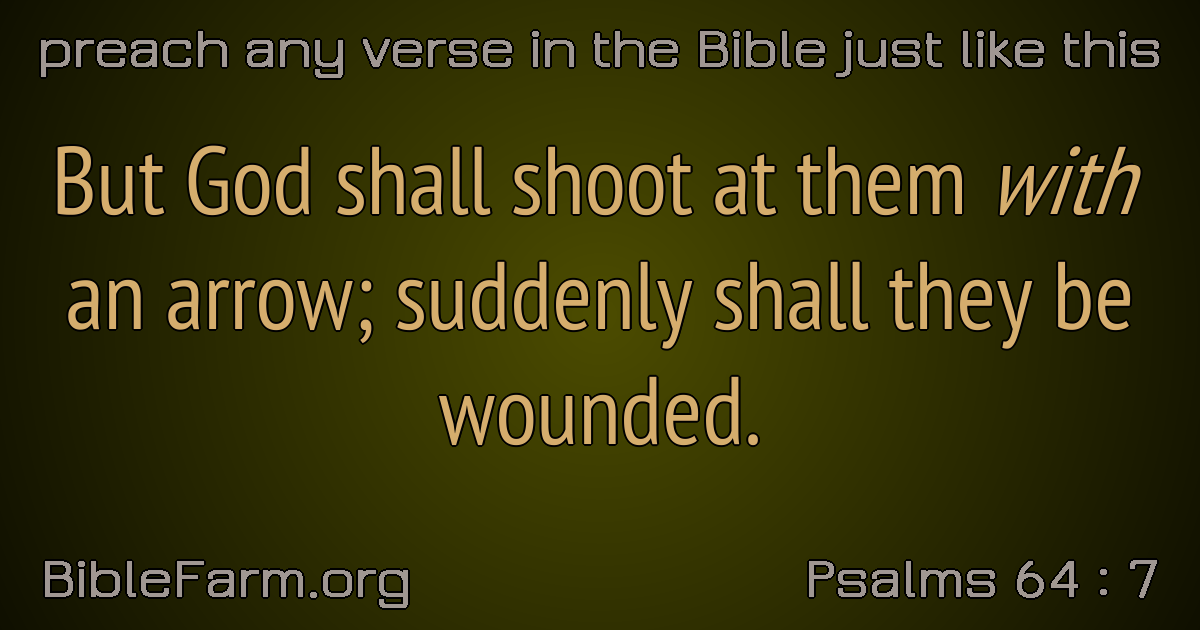 preach any verse in the Bible just like this
But God shall shoot at them with
an arrow; suddenly shall they be
wounded.
BibleFarm.org
Psalms 64 : 7